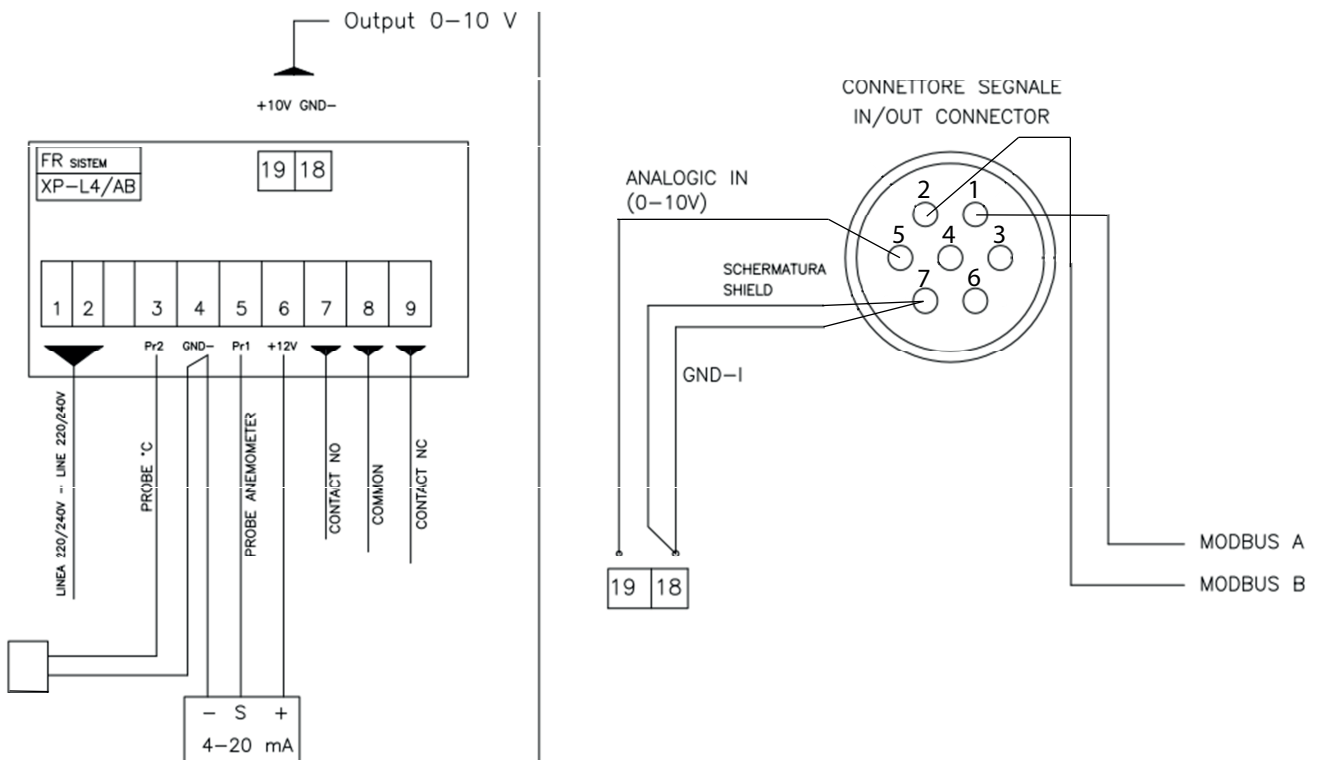 Output 0-10 V
+10V GND-
FR SISTEM
XP-L4/AB
19 18
1 2 3 4 5 6 7 8 9
Pr2 GND- Pr1 +12V
LINEA 220/240V - LINE 220/240V
PROBE °C
PROBE ANEMOMETER
CONTACT NO
COMMON
CONTACT NC
- S +
4-20 mA
CONNETTORE SEGNALE
IN/OUT CONNECTOR
ANALOGIC IN
(0-10V)
2 1
5 4 3
7 6
SCHERMATURA
SHIELD
GND-I
19 18
MODBUS A
MODBUS B